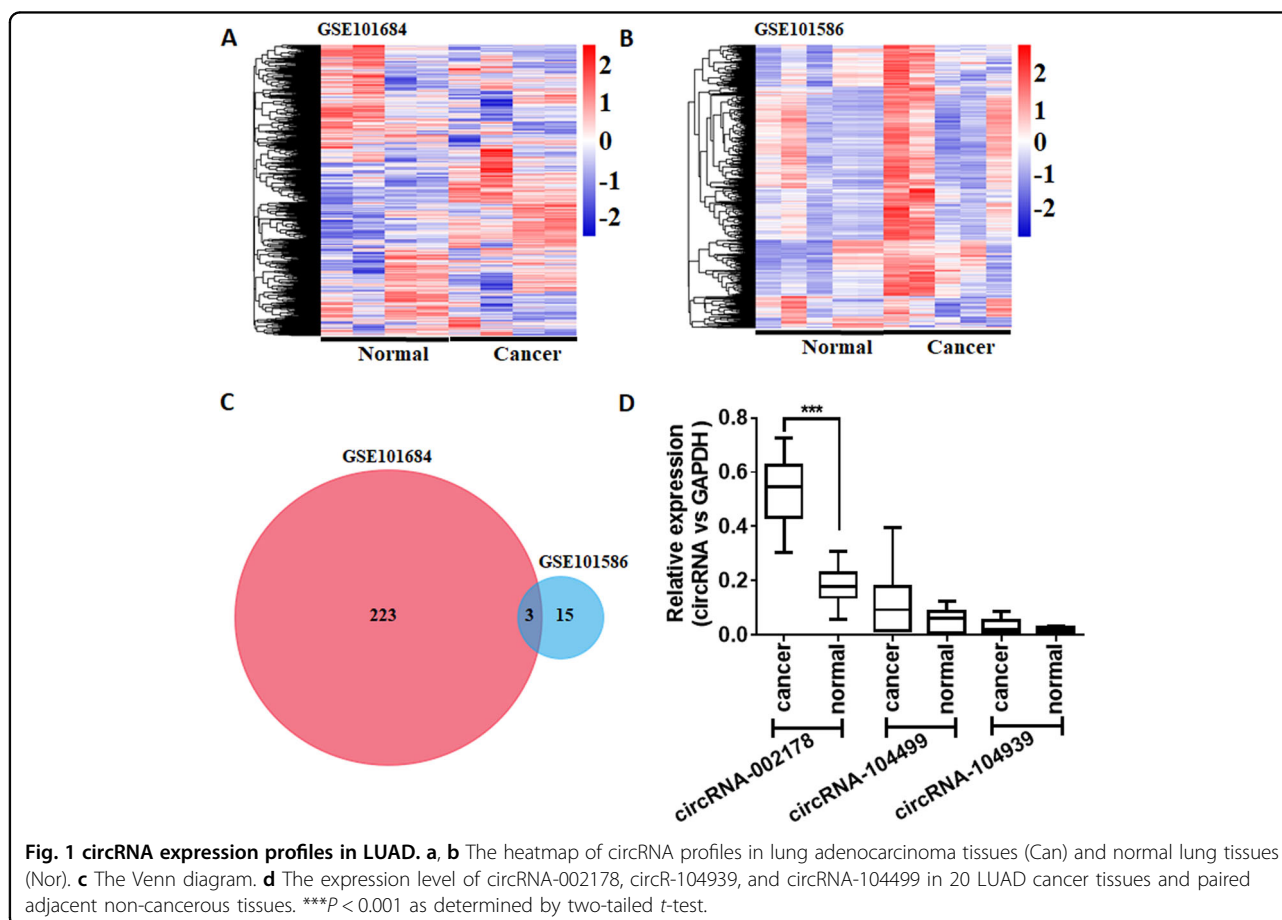 A
GSE101684
2
1
0
-1
-2
Normal
Cancer
B
GSE101586
2
1
0
-1
-2
Normal
Cancer
C
GSE101684
GSE101586
223
3
15
D
Relative expression
(circRNA vs GAPDH )
0.8
0.6
0.4
0.2
0.0
***
cancer
normal
cancer
normal
cancer
normal
circRNA-002178
circRNA-104499
circRNA-104939
Fig. 1 circRNA expression profiles in LUAD. a, b The heatmap of circRNA profiles in lung adenocarcinoma tissues (Can) and normal lung tissues
(Nor). c The Venn diagram. d The expression level of circRNA-002178, circR-104939, and circRNA-104499 in 20 LUAD cancer tissues and paired
adjacent non-cancerous tissues. ***P < 0.001 as determined by two-tailed t-test.